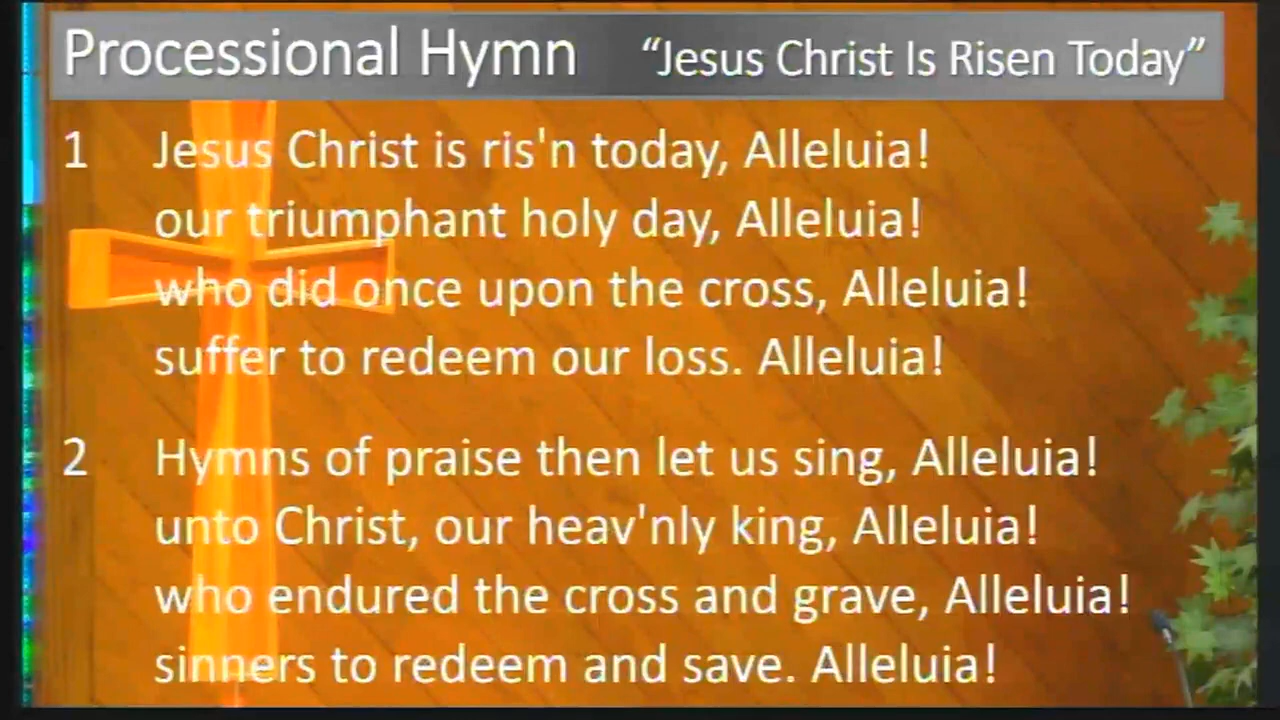 Processional Hymn “Jesus Christ Is Risen Today”
1 Jesus Christ is ris'n today, Alleluia!
our triumphant holy day, Alleluia!
who did once upon the cross, Alleluia!
suffer to redeem our loss. Alleluia!
2 Hymns of praise then let us sing, Alleluia!
unto Christ, our heav'nly king, Alleluia!
who endured the cross and grave, Alleluia!
sinners to redeem and save. Alleluia!